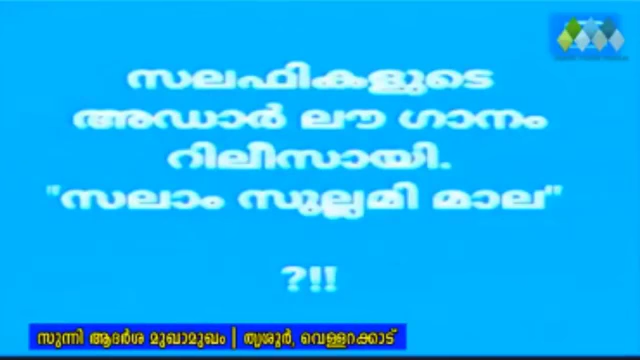 സലഫികളുടെ
അഡാർ ലൗ ഗാനം
റിലീസായി.
"സലാം സുല്ലമി മാല"
?!!
സുന്നി ആദർശ മുഖാമുഖം | തൃശൂർ, വെള്ളറക്കാട്